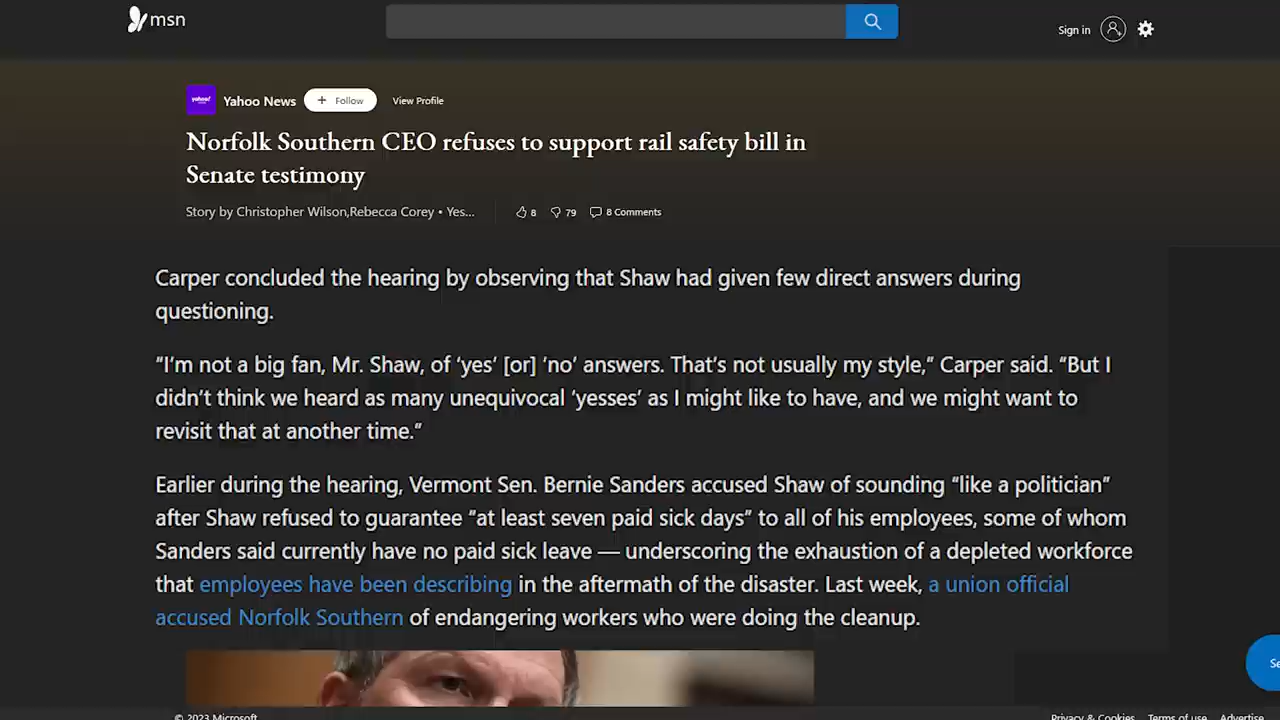 msn
Sign in
yahoo!
Yahoo News
+ Follow
View Profile
Norfolk Southern CEO refuses to support rail safety bill in
Senate testimony
Story by Christopher Wilson,Rebecca Corey • Yes...
8
79
8 Comments
Carper concluded the hearing by observing that Shaw had given few direct answers during
questioning.
“I’m not a big fan, Mr. Shaw, of ‘yes’ [or] ‘no’ answers. That’s not usually my style,” Carper said. “But I
didn’t think we heard as many unequivocal ‘yesses’ as I might like to have, and we might want to
revisit that at another time.”
Earlier during the hearing, Vermont Sen. Bernie Sanders accused Shaw of sounding “like a politician”
after Shaw refused to guarantee “at least seven paid sick days” to all of his employees, some of whom
Sanders said currently have no paid sick leave — underscoring the exhaustion of a depleted workforce
that employees have been describing in the aftermath of the disaster. Last week, a union official
accused Norfolk Southern of endangering workers who were doing the cleanup.
Se
© 2023 Microsoft
Privacy & Cookies
Terms of use
Advertise